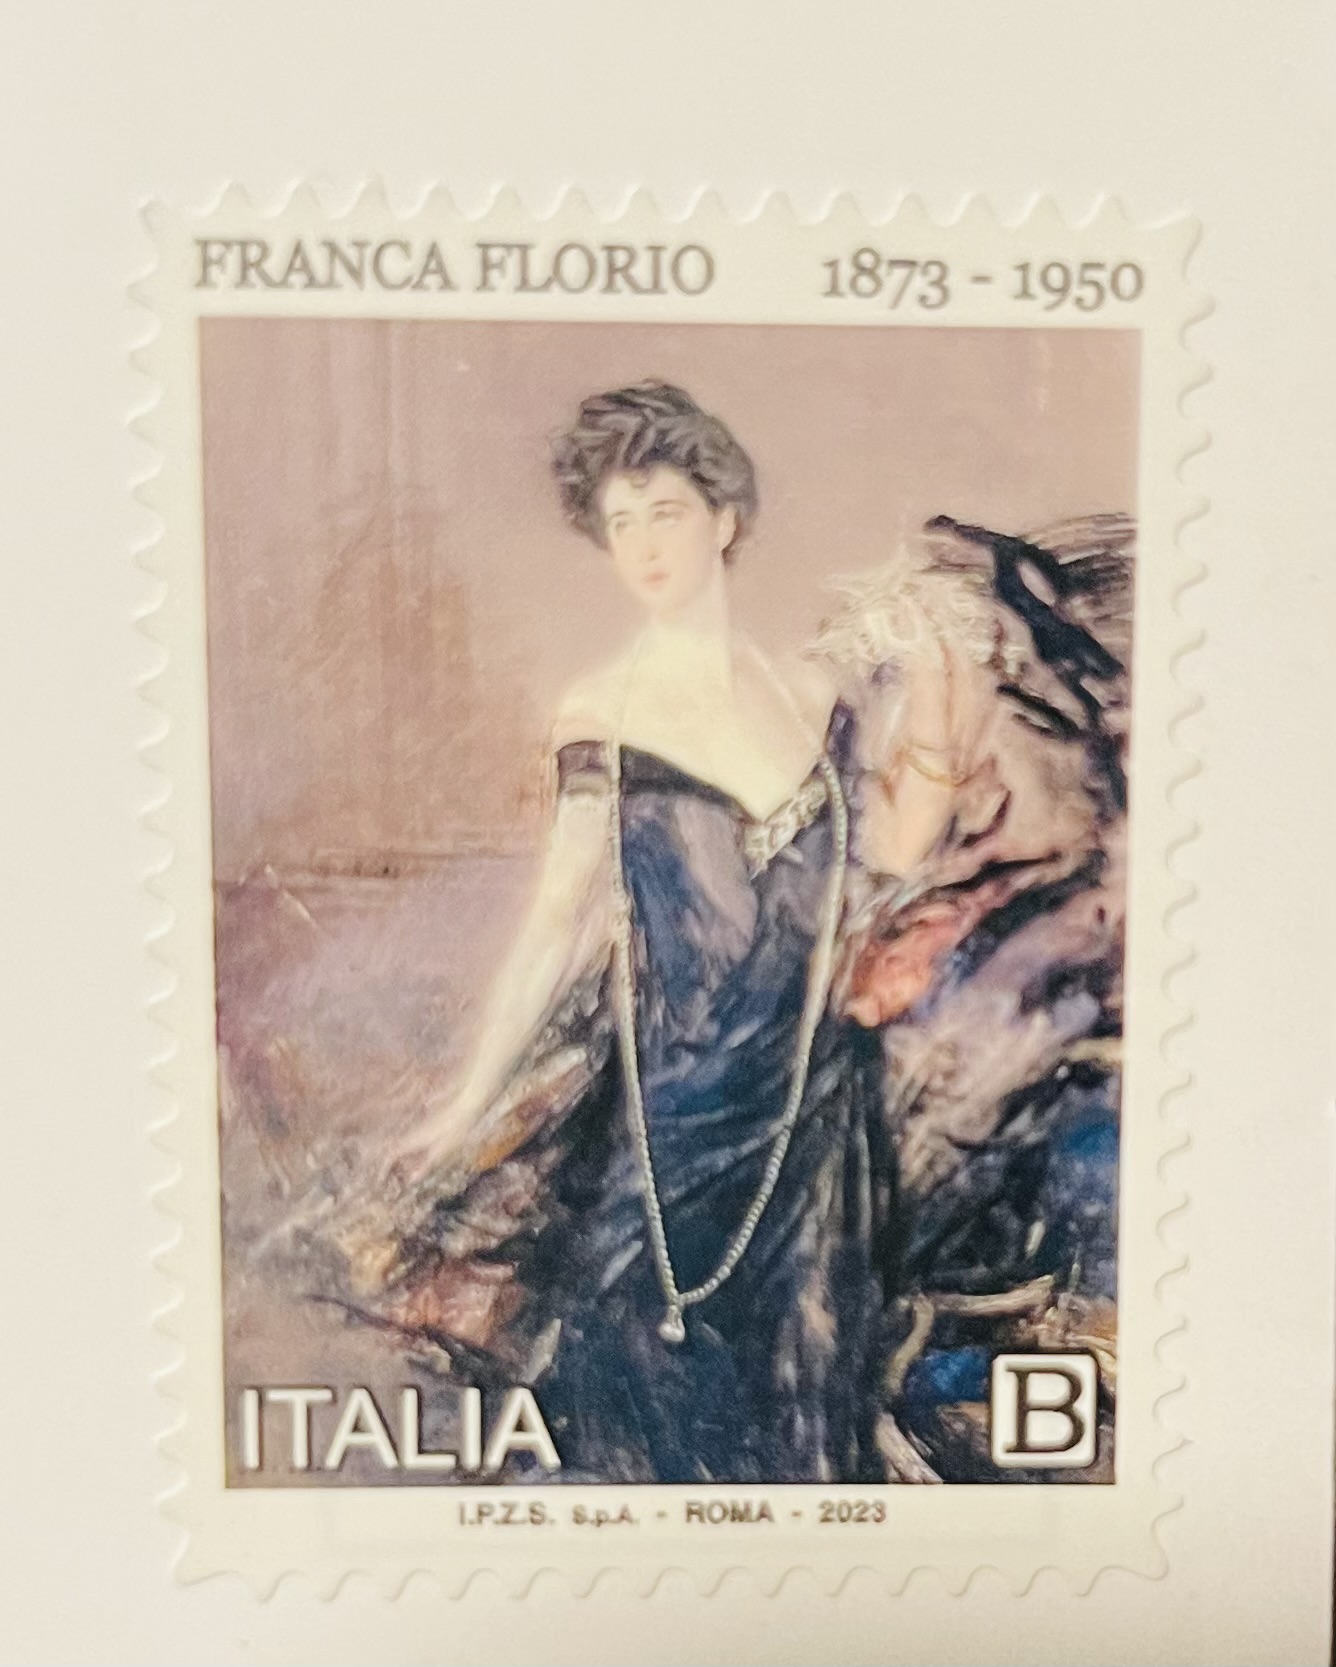 FRANCA FLORIO 1873 - 1950
ITALIA B
I.P.Z.S. S.p.A. - ROMA - 2023